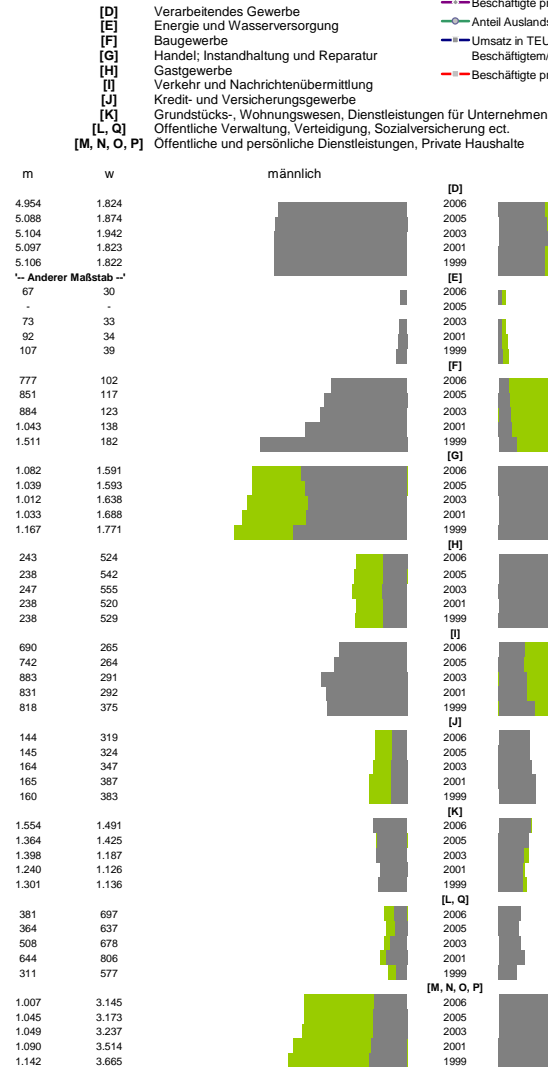 [D] Verarbeitendes Gewerbe
[E] Energie und Wasserversorgung
[F] Baugewerbe
[G] Handel; Instandhaltung und Reparatur
[H] Gastgewerbe
[I] Verkehr und Nachrichtenübermittlung
[J] Kredit- und Versicherungsgewerbe
[K] Grundstücks-, Wohnungswesen, Dienstleistungen für Unternehmen
[L, Q] Öffentliche Verwaltung, Verteidigung, Sozialversicherung ect.
[M, N, O, P] Öffentliche und persönliche Dienstleistungen, Private Haushalte
Beschäftigte pr
Anteil Auslands
Umsatz in TEU
Beschäftigtem/
Beschäftigte pr
m w männlich
[D]
4.954 1.824 2006
5.088 1.874 2005
5.104 1.942 2003
5.097 1.823 2001
5.106 1.822 1999
'-- Anderer Maßstab --' [E]
67 30 2006
- - 2005
73 33 2003
92 34 2001
107 39 1999
[F]
777 102 2006
851 117 2005
884 123 2003
1.043 138 2001
1.511 182 1999
[G]
1.082 1.591 2006
1.039 1.593 2005
1.012 1.638 2003
1.033 1.688 2001
1.167 1.771 1999
[H]
243 524 2006
238 542 2005
247 555 2003
238 520 2001
238 529 1999
[I]
690 265 2006
742 264 2005
883 291 2003
831 292 2001
818 375 1999
[J]
144 319 2006
145 324 2005
164 347 2003
165 387 2001
160 383 1999
[K]
1.554 1.491 2006
1.364 1.425 2005
1.398 1.187 2003
1.240 1.126 2001
1.301 1.136 1999
[L, Q]
381 697 2006
364 637 2005
508 678 2003
644 806 2001
311 577 1999
[M, N, O, P]
1.007 3.145 2006
1.045 3.173 2005
1.049 3.237 2003
1.090 3.514 2001
1.142 3.665 1999